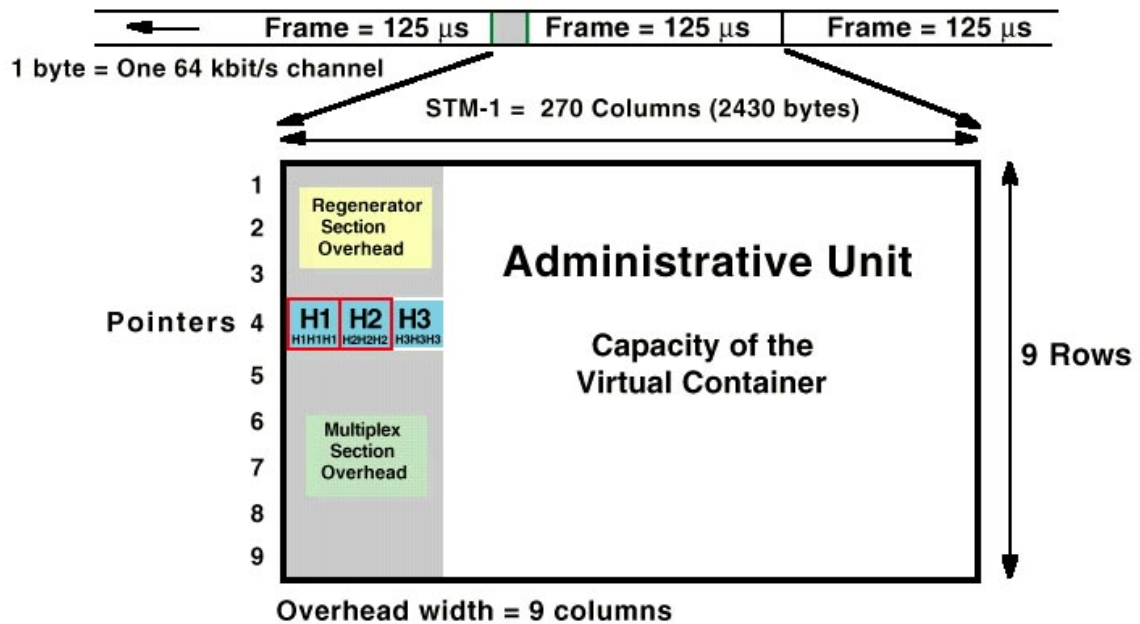 Frame = 125 μs Frame = 125 μs Frame = 125 μs
1 byte = One 64 kbit/s channel
STM-1 = 270 Columns (2430 bytes)
1
Regenerator
2 Section
Overhead
Administrative Unit
3
Pointers 4 H1 H2 H3
H1H1H1 H2H2H2 H3H3H3
Capacity of the
Virtual Container
9 Rows
5
6
Multiplex
Section
7 Overhead
8
9
Overhead width = 9 columns